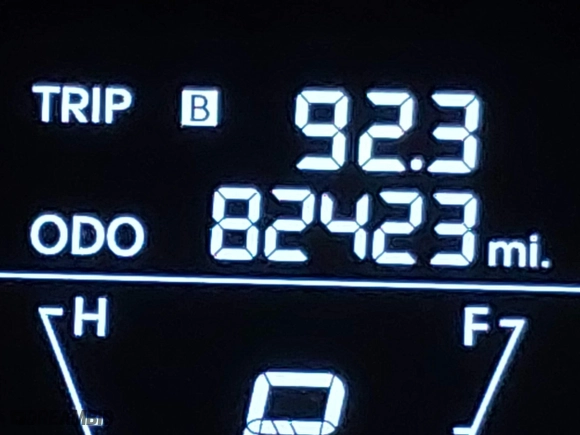 TRIP B 92.3
ODO 82423 mi.
H F